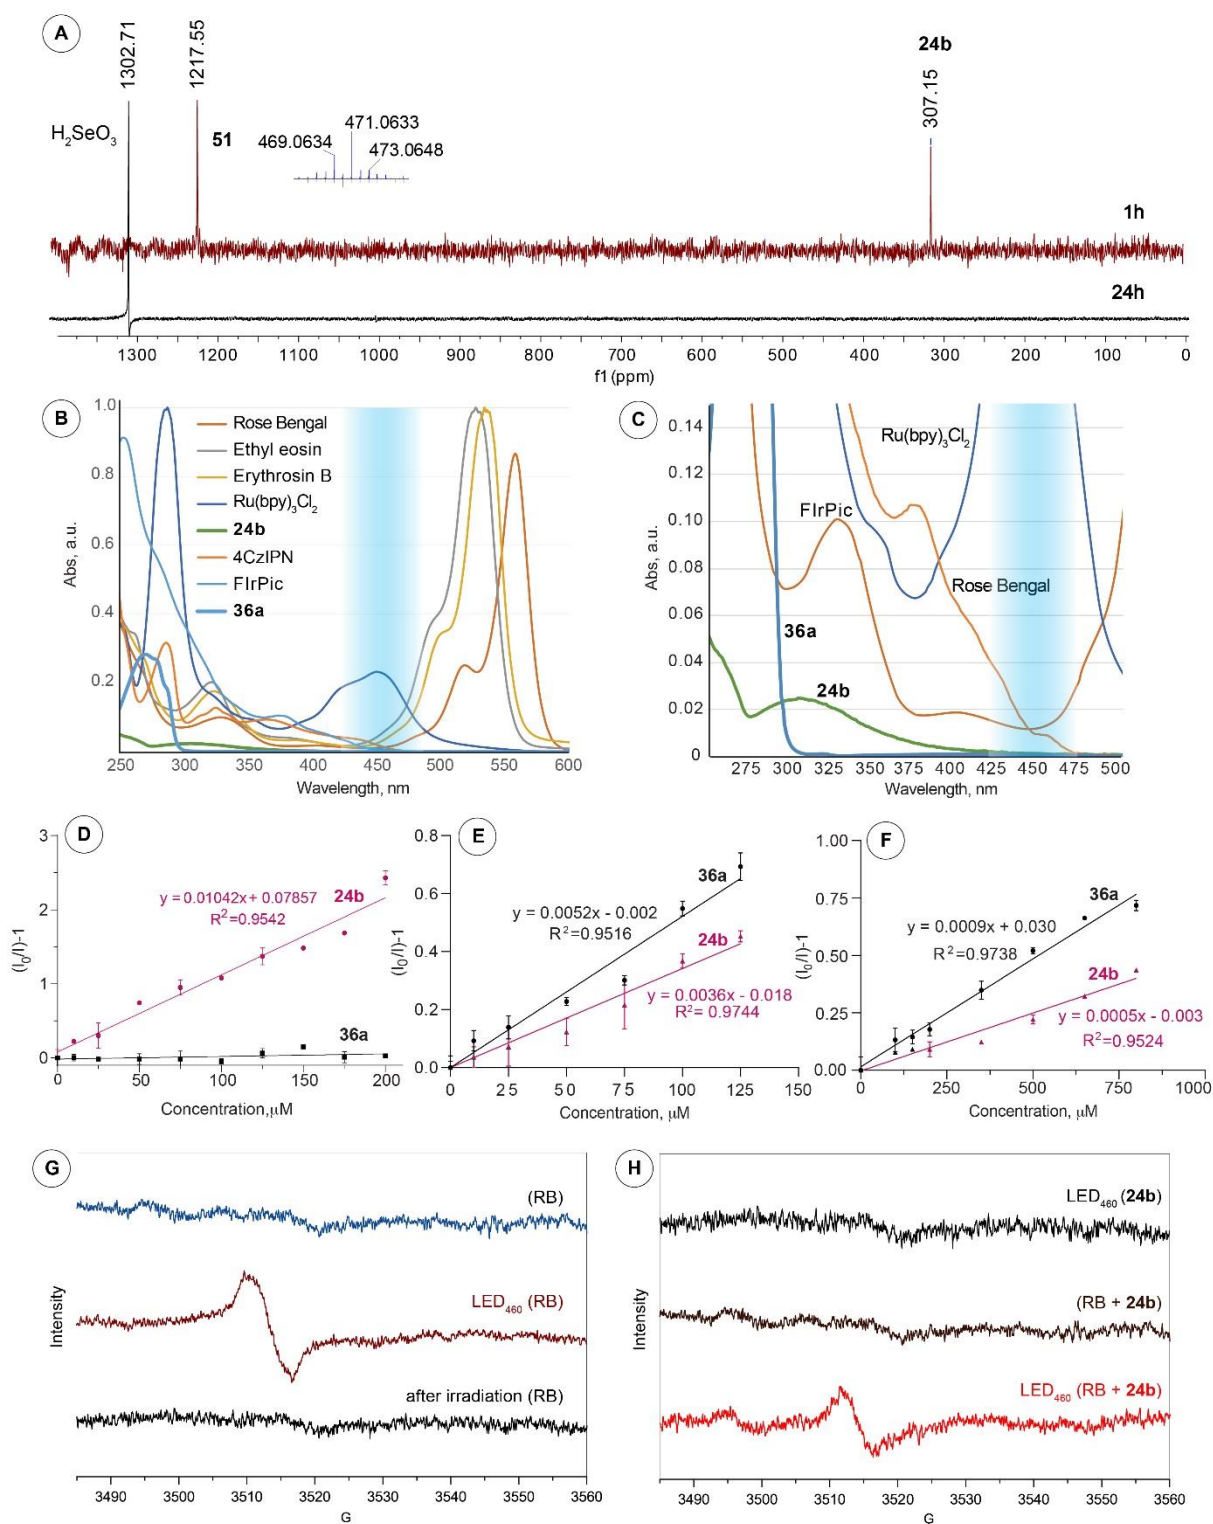 A
1302.71
1217.55
24b
307.15
H₂SeO₃
51
471.0633
469.0634
473.0648
1h
24h
1300 1200 1100 1000 900 800 700 600 500 400 300 200 100 0
f1 (ppm)
B
1.0
0.8
0.6
0.4
0.2
Abs, a.u.
Rose Bengal
Ethyl eosin
Erythrosin B
Ru(bpy)₃Cl₂
24b
4CzIPN
FIrPic
36a
250 300 350 400 450 500 550 600
Wavelength, nm
C
0.14
0.12
0.10
0.08
0.06
0.04
0.02
0
Abs, a.u.
Ru(bpy)₃Cl₂
FIrPic
Rose Bengal
36a
24b
275 300 325 350 375 400 425 450 475 500
Wavelength, nm
D
3
2
1
0
(I₀/I)-1
24b
y = 0.01042x + 0.07857
R²=0.9542
36a
0 50 100 150 200
Concentration,μM
E
0.8
0.6
0.4
0.2
0.0
(I₀/I)-1
36a
y = 0.0052x - 0.002
R²=0.9516
24b
y = 0.0036x - 0.018
R²= 0.9744
0 25 50 75 100 125 150
Concentration, μM
F
1.00
0.75
0.50
0.25
0.00
(I₀/I)-1
36a
y = 0.0009x + 0.030
R²=0.9738
24b
y = 0.0005x - 0.003
R²=0.9524
0 250 500 750 1000
Concentration, μM
G
(RB)
LED₄₆₀ (RB)
after irradiation (RB)
Intensity
3490 3500 3510 3520 3530 3540 3550 3560
G
H
LED₄₆₀ (24b)
(RB + 24b)
LED₄₆₀ (RB + 24b)
Intensity
3490 3500 3510 3520 3530 3540 3550 3560
G